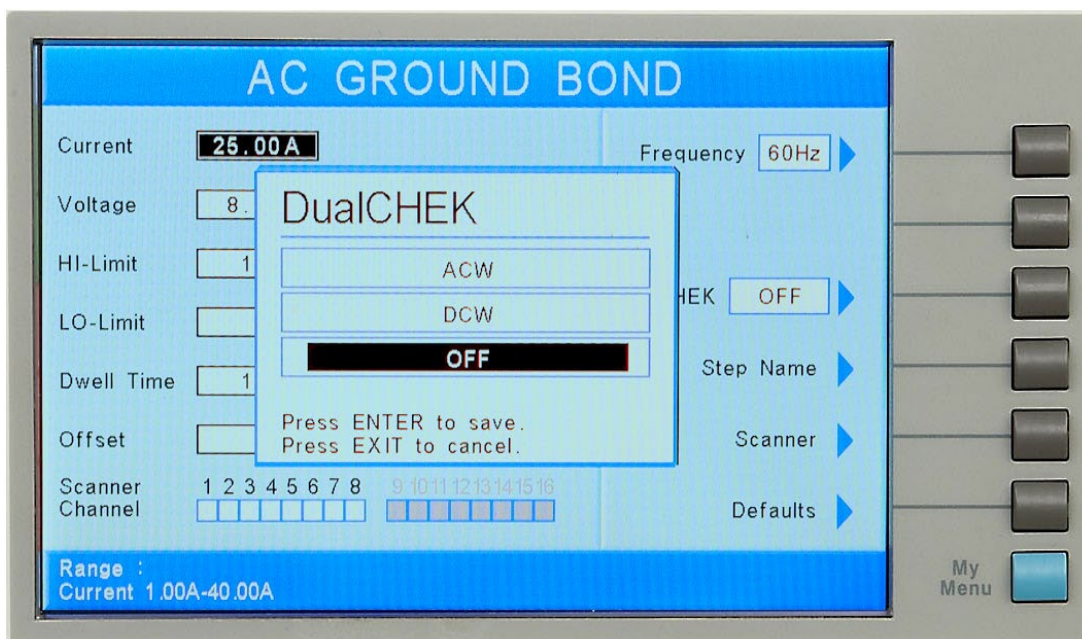 AC GROUND BOND
Current 25.00A
Frequency 60Hz
Voltage 8.
HI-Limit 1
LO-Limit
Dwell Time 1
Offset
DualCHEK
ACW
DCW
OFF
Press ENTER to save.
Press EXIT to cancel.
HEK OFF
Step Name
Scanner
Defaults
Scanner Channel 1 2 3 4 5 6 7 8 9 10 11 12 13 14 15 16
Range :
Current 1.00A-40.00A
My
Menu